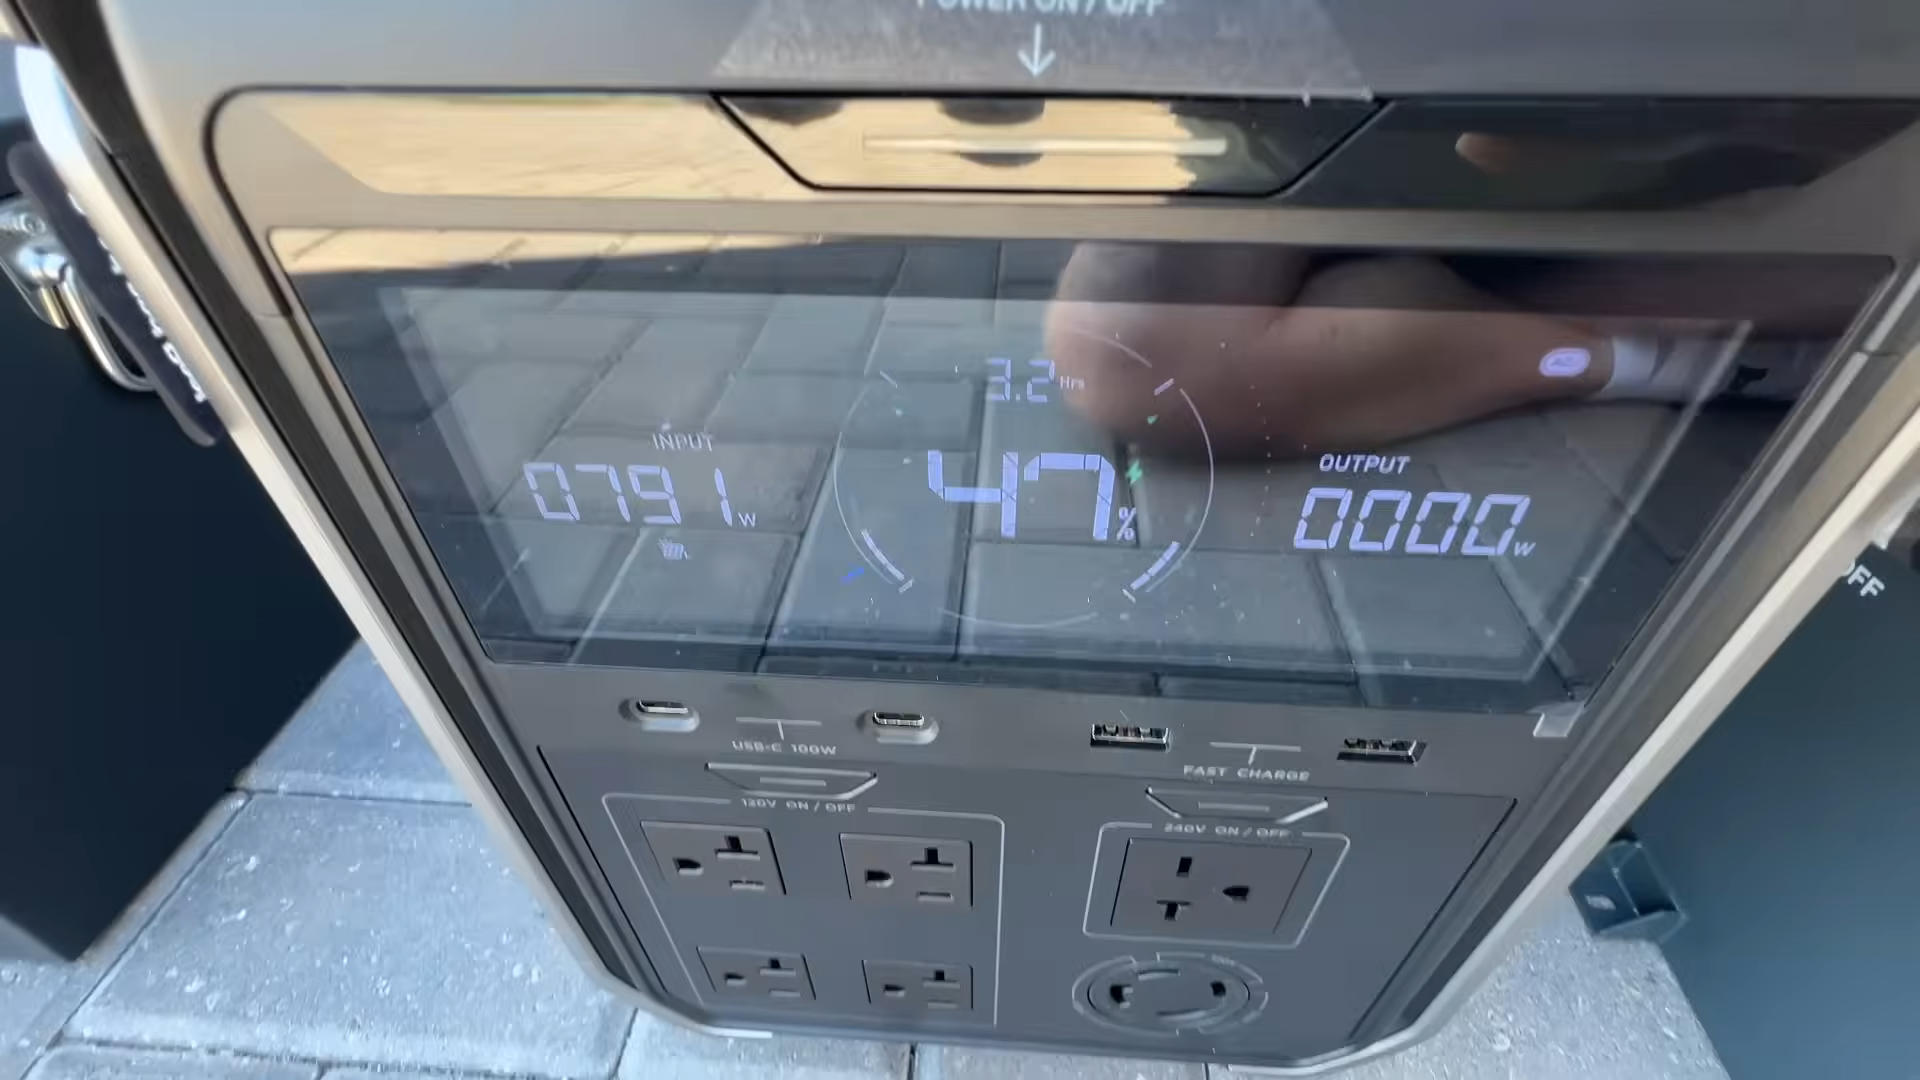 POWER ON / OFF
3.2 Hrs
INPUT
0791 W
47 %
OUTPUT
0000 W
OFF
USB-C 100W
FAST CHARGE
120V ON / OFF
240V ON / OFF